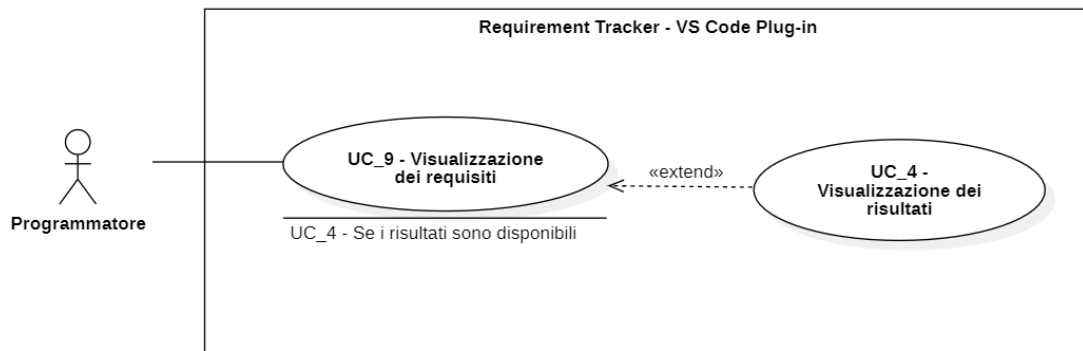 Requirement Tracker - VS Code Plug-in
Programmatore
UC_9 - Visualizzazione
dei requisiti
UC_4 - Se i risultati sono disponibili
«extend»
UC_4 -
Visualizzazione dei
risultati